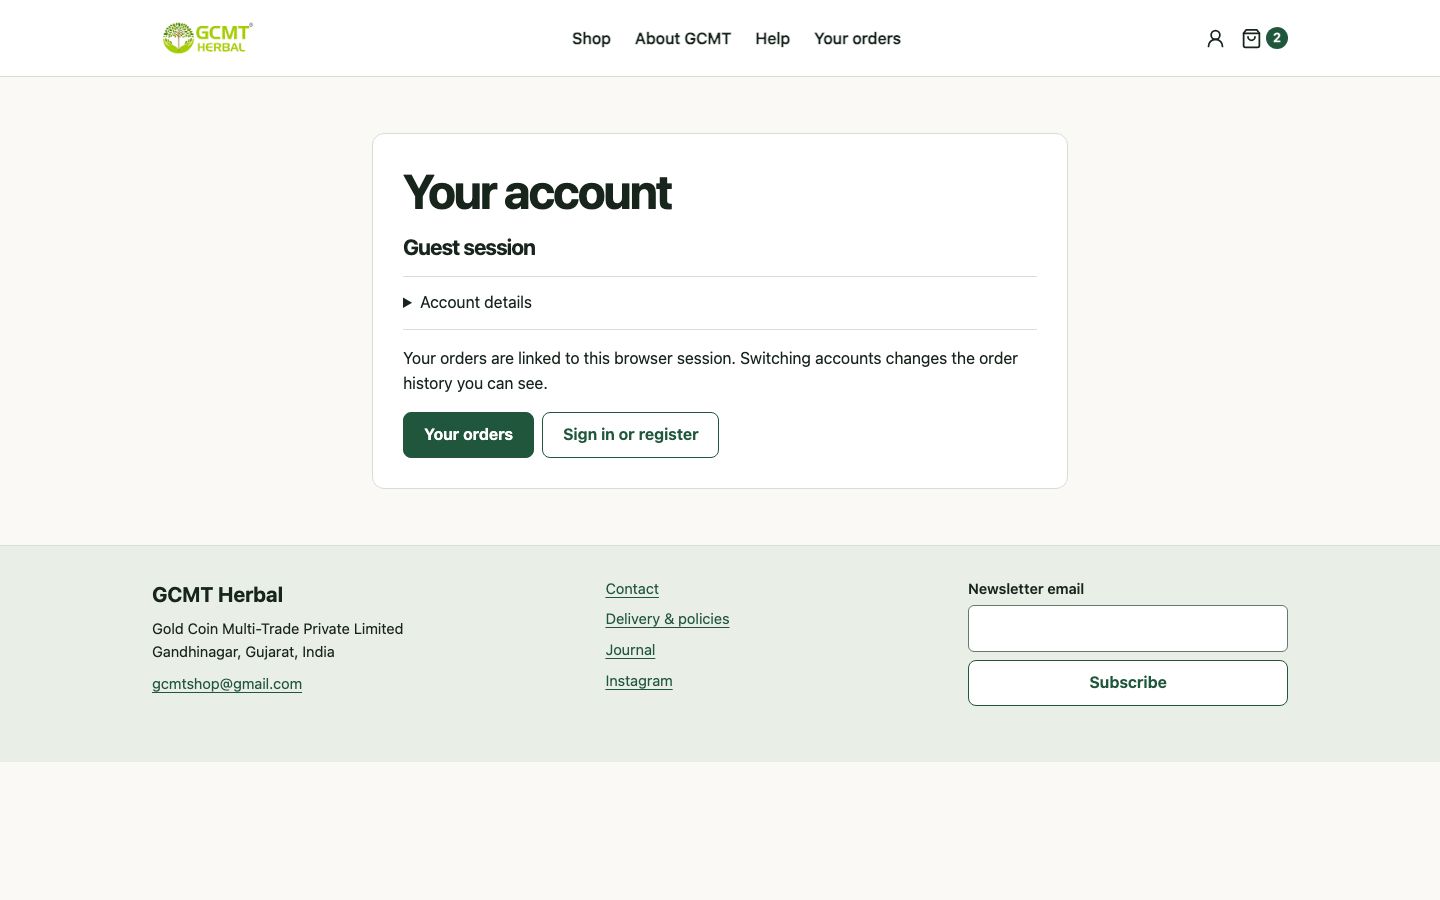 GCMT®
HERBAL
Shop
About GCMT
Help
Your orders
2
Your account
Guest session
Account details
Your orders are linked to this browser session. Switching accounts changes the order
history you can see.
Your orders
Sign in or register
GCMT Herbal
Gold Coin Multi-Trade Private Limited
Gandhinagar, Gujarat, India
gcmtshop@gmail.com
Contact
Delivery & policies
Journal
Instagram
Newsletter email
Subscribe